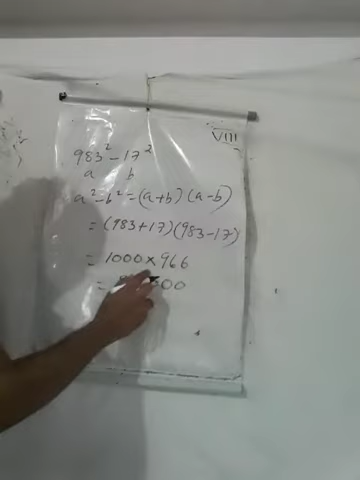 VIII
983² - 17²
a b
a² - b² = (a+b) (a-b)
= (983+17) (983-17)
= 1000 × 966
=